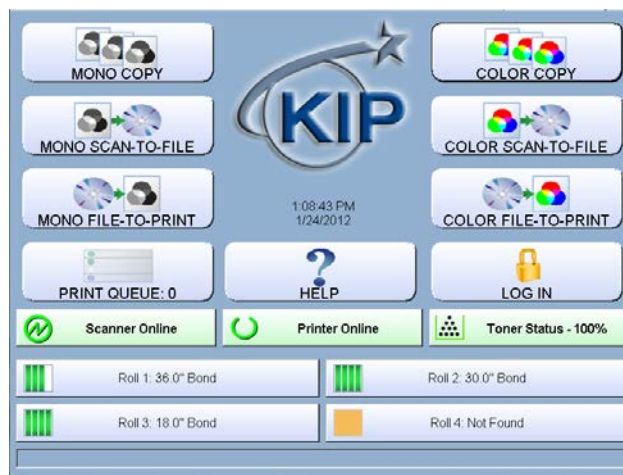 MONO COPY
COLOR COPY
KIP
MONO SCAN-TO-FILE
COLOR SCAN-TO-FILE
1:08:43 PM
1/24/2012
MONO FILE-TO-PRINT
COLOR FILE-TO-PRINT
PRINT QUEUE: 0
HELP
LOG IN
Scanner Online
Printer Online
Toner Status - 100%
Roll 1: 36.0" Bond
Roll 2: 30.0" Bond
Roll 3: 18.0" Bond
Roll 4: Not Found